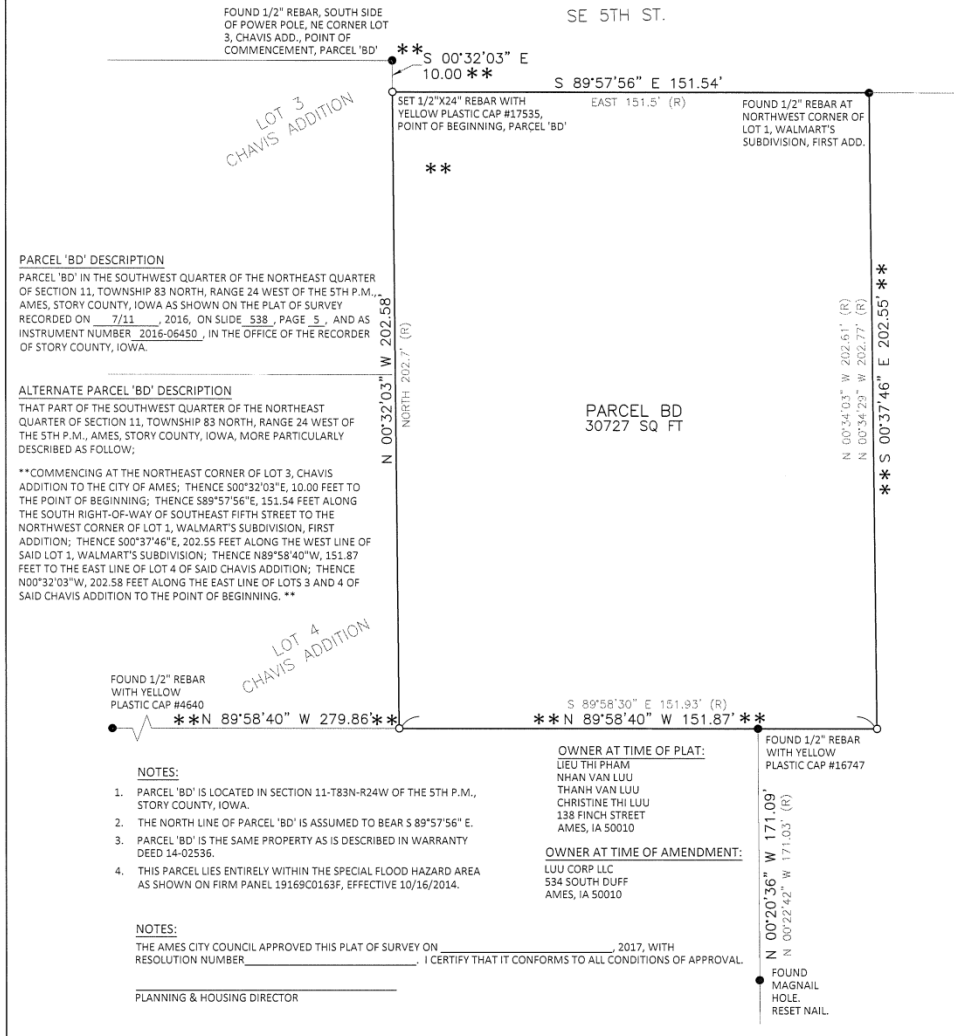 FOUND 1/2" REBAR, SOUTH SIDE
OF POWER POLE, NE CORNER LOT
3, CHAVIS ADD., POINT OF
COMMENCEMENT, PARCEL 'BD'
SE 5TH ST.
**S 00°32'03" E
10.00 **
S 89°57'56" E 151.54'
EAST 151.5' (R)
LOT 3
CHAVIS ADDITION
SET 1/2"X24" REBAR WITH
YELLOW PLASTIC CAP #17535,
POINT OF BEGINNING, PARCEL 'BD'
FOUND 1/2" REBAR AT
NORTHWEST CORNER OF
LOT 1, WALMART'S
SUBDIVISION, FIRST ADD.
**
PARCEL 'BD' DESCRIPTION
PARCEL 'BD' IN THE SOUTHWEST QUARTER OF THE NORTHEAST QUARTER
OF SECTION 11, TOWNSHIP 83 NORTH, RANGE 24 WEST OF THE 5TH P.M.,
AMES, STORY COUNTY, IOWA AS SHOWN ON THE PLAT OF SURVEY
RECORDED ON 7/11, 2016, ON SLIDE 538, PAGE 5, AND AS
INSTRUMENT NUMBER 2016-06450, IN THE OFFICE OF THE RECORDER
OF STORY COUNTY, IOWA.
N 00°32'03" W 202.58'
NORTH 202.7' (R)
N 00°34'03" W 202.61' (R)
N 00°34'29" W 202.77' (R)
**S 00°37'46" E 202.55'**
PARCEL BD
30727 SQ FT
ALTERNATE PARCEL 'BD' DESCRIPTION
THAT PART OF THE SOUTHWEST QUARTER OF THE NORTHEAST
QUARTER OF SECTION 11, TOWNSHIP 83 NORTH, RANGE 24 WEST OF
THE 5TH P.M., AMES, STORY COUNTY, IOWA, MORE PARTICULARLY
DESCRIBED AS FOLLOW;
**COMMENCING AT THE NORTHEAST CORNER OF LOT 3, CHAVIS
ADDITION TO THE CITY OF AMES; THENCE S00°32'03"E, 10.00 FEET TO
THE POINT OF BEGINNING; THENCE S89°57'56"E, 151.54 FEET ALONG
THE SOUTH RIGHT-OF-WAY OF SOUTHEAST FIFTH STREET TO THE
NORTHWEST CORNER OF LOT 1, WALMART'S SUBDIVISION, FIRST
ADDITION; THENCE S00°37'46"E, 202.55 FEET ALONG THE WEST LINE OF
SAID LOT 1, WALMART'S SUBDIVISION; THENCE N89°58'40"W, 151.87
FEET TO THE EAST LINE OF LOT 4 OF SAID CHAVIS ADDITION; THENCE
N00°32'03"W, 202.58 FEET ALONG THE EAST LINE OF LOTS 3 AND 4 OF
SAID CHAVIS ADDITION TO THE POINT OF BEGINNING. **
LOT 4
CHAVIS ADDITION
FOUND 1/2" REBAR
WITH YELLOW
PLASTIC CAP #4640
**N 89°58'40" W 279.86'**
S 89°58'30" E 151.93' (R)
**N 89°58'40" W 151.87' **
FOUND 1/2" REBAR
WITH YELLOW
PLASTIC CAP #16747
NOTES:
1. PARCEL 'BD' IS LOCATED IN SECTION 11-T83N-R24W OF THE 5TH P.M.,
STORY COUNTY, IOWA.
2. THE NORTH LINE OF PARCEL 'BD' IS ASSUMED TO BEAR S 89°57'56" E.
3. PARCEL 'BD' IS THE SAME PROPERTY AS IS DESCRIBED IN WARRANTY
DEED 14-02536.
4. THIS PARCEL LIES ENTIRELY WITHIN THE SPECIAL FLOOD HAZARD AREA
AS SHOWN ON FIRM PANEL 19169C0163F, EFFECTIVE 10/16/2014.
OWNER AT TIME OF PLAT:
LIEU THI PHAM
NHAN VAN LUU
THANH VAN LUU
CHRISTINE THI LUU
138 FINCH STREET
AMES, IA 50010
OWNER AT TIME OF AMENDMENT:
LUU CORP LLC
534 SOUTH DUFF
AMES, IA 50010
N 00°20'36" W 171.09'
N 00°22'42" W 171.03' (R)
NOTES:
THE AMES CITY COUNCIL APPROVED THIS PLAT OF SURVEY ON ____________________, 2017, WITH
RESOLUTION NUMBER____________________. I CERTIFY THAT IT CONFORMS TO ALL CONDITIONS OF APPROVAL.
PLANNING & HOUSING DIRECTOR
FOUND
MAGNAIL
HOLE.
RESET NAIL.